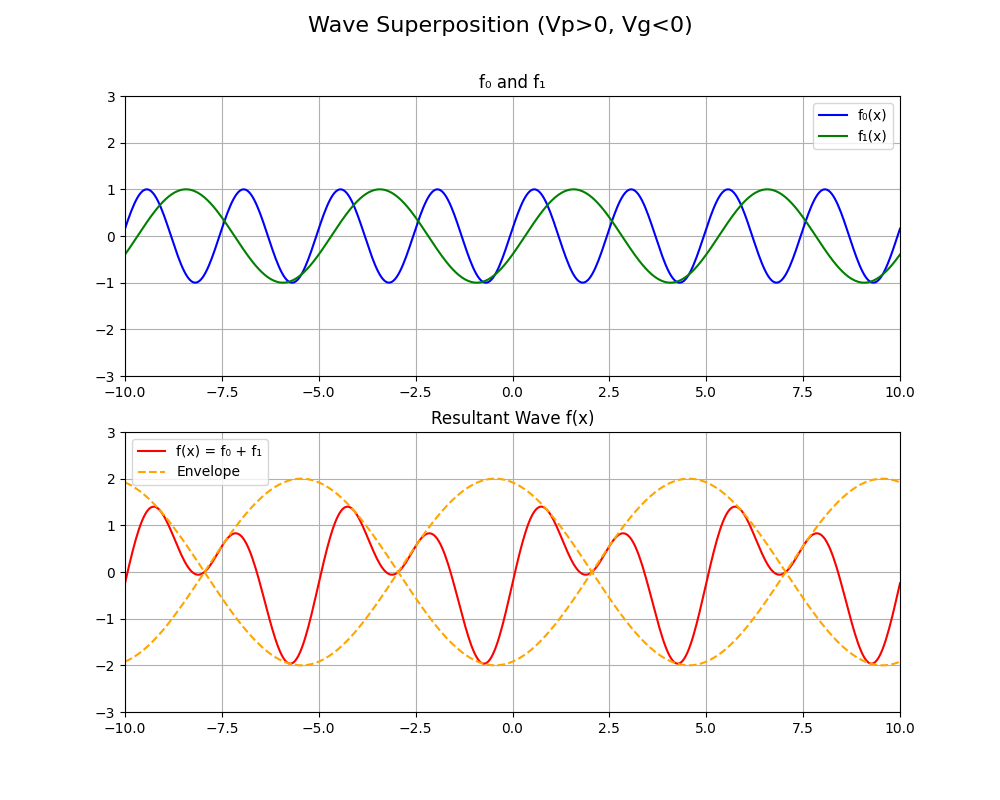 Wave Superposition (Vp>0, Vg<0)
f₀ and f₁
3
2
1
0
−1
−2
−3
f₀(x)
f₁(x)
−10.0 −7.5 −5.0 −2.5 0.0 2.5 5.0 7.5 10.0
Resultant Wave f(x)
3
2
1
0
−1
−2
−3
f(x) = f₀ + f₁
Envelope
−10.0 −7.5 −5.0 −2.5 0.0 2.5 5.0 7.5 10.0